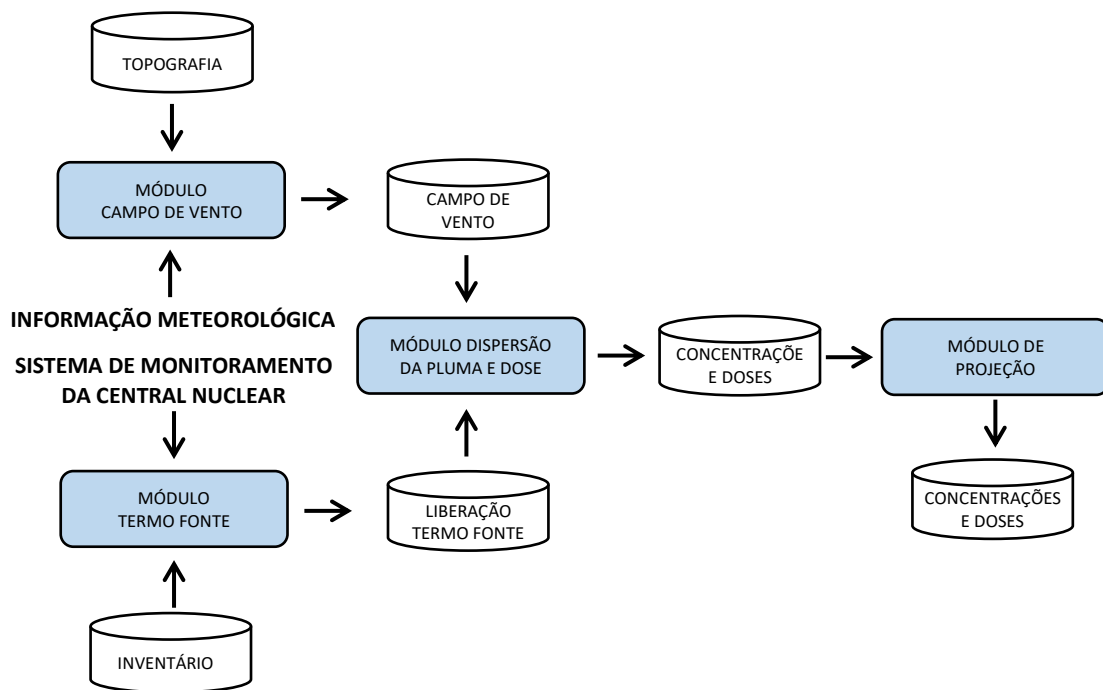 TOPOGRAFIA
MÓDULO
CAMPO DE VENTO
CAMPO DE
VENTO
INFORMAÇÃO METEOROLÓGICA
SISTEMA DE MONITORAMENTO
DA CENTRAL NUCLEAR
MÓDULO DISPERSÃO
DA PLUMA E DOSE
CONCENTRAÇÕE
E DOSES
MÓDULO DE
PROJEÇÃO
MÓDULO
TERMO FONTE
LIBERAÇÃO
TERMO FONTE
CONCENTRAÇÕES
E DOSES
INVENTÁRIO